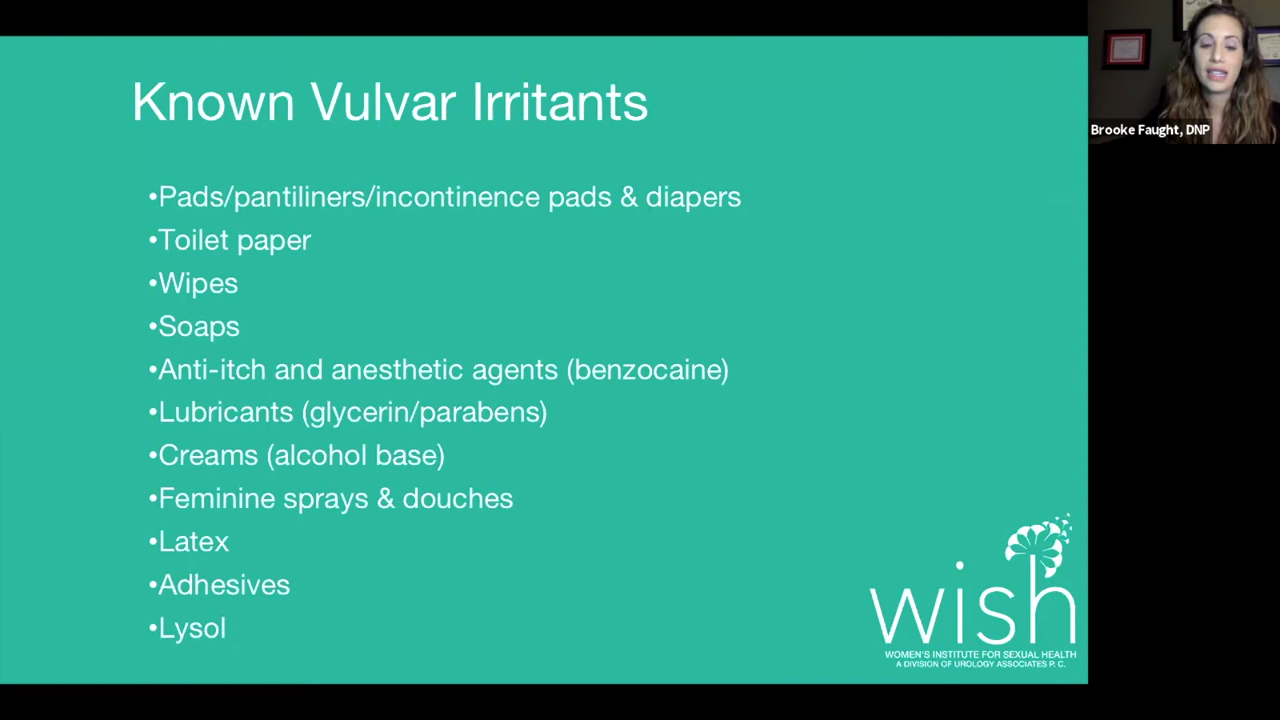 Known Vulvar Irritants
•Pads/pantiliners/incontinence pads & diapers
•Toilet paper
•Wipes
•Soaps
•Anti-itch and anesthetic agents (benzocaine)
•Lubricants (glycerin/parabens)
•Creams (alcohol base)
•Feminine sprays & douches
•Latex
•Adhesives
•Lysol
wish
WOMEN'S INSTITUTE FOR SEXUAL HEALTH
A DIVISION OF UROLOGY ASSOCIATES P. C.
Brooke Faught, DNP